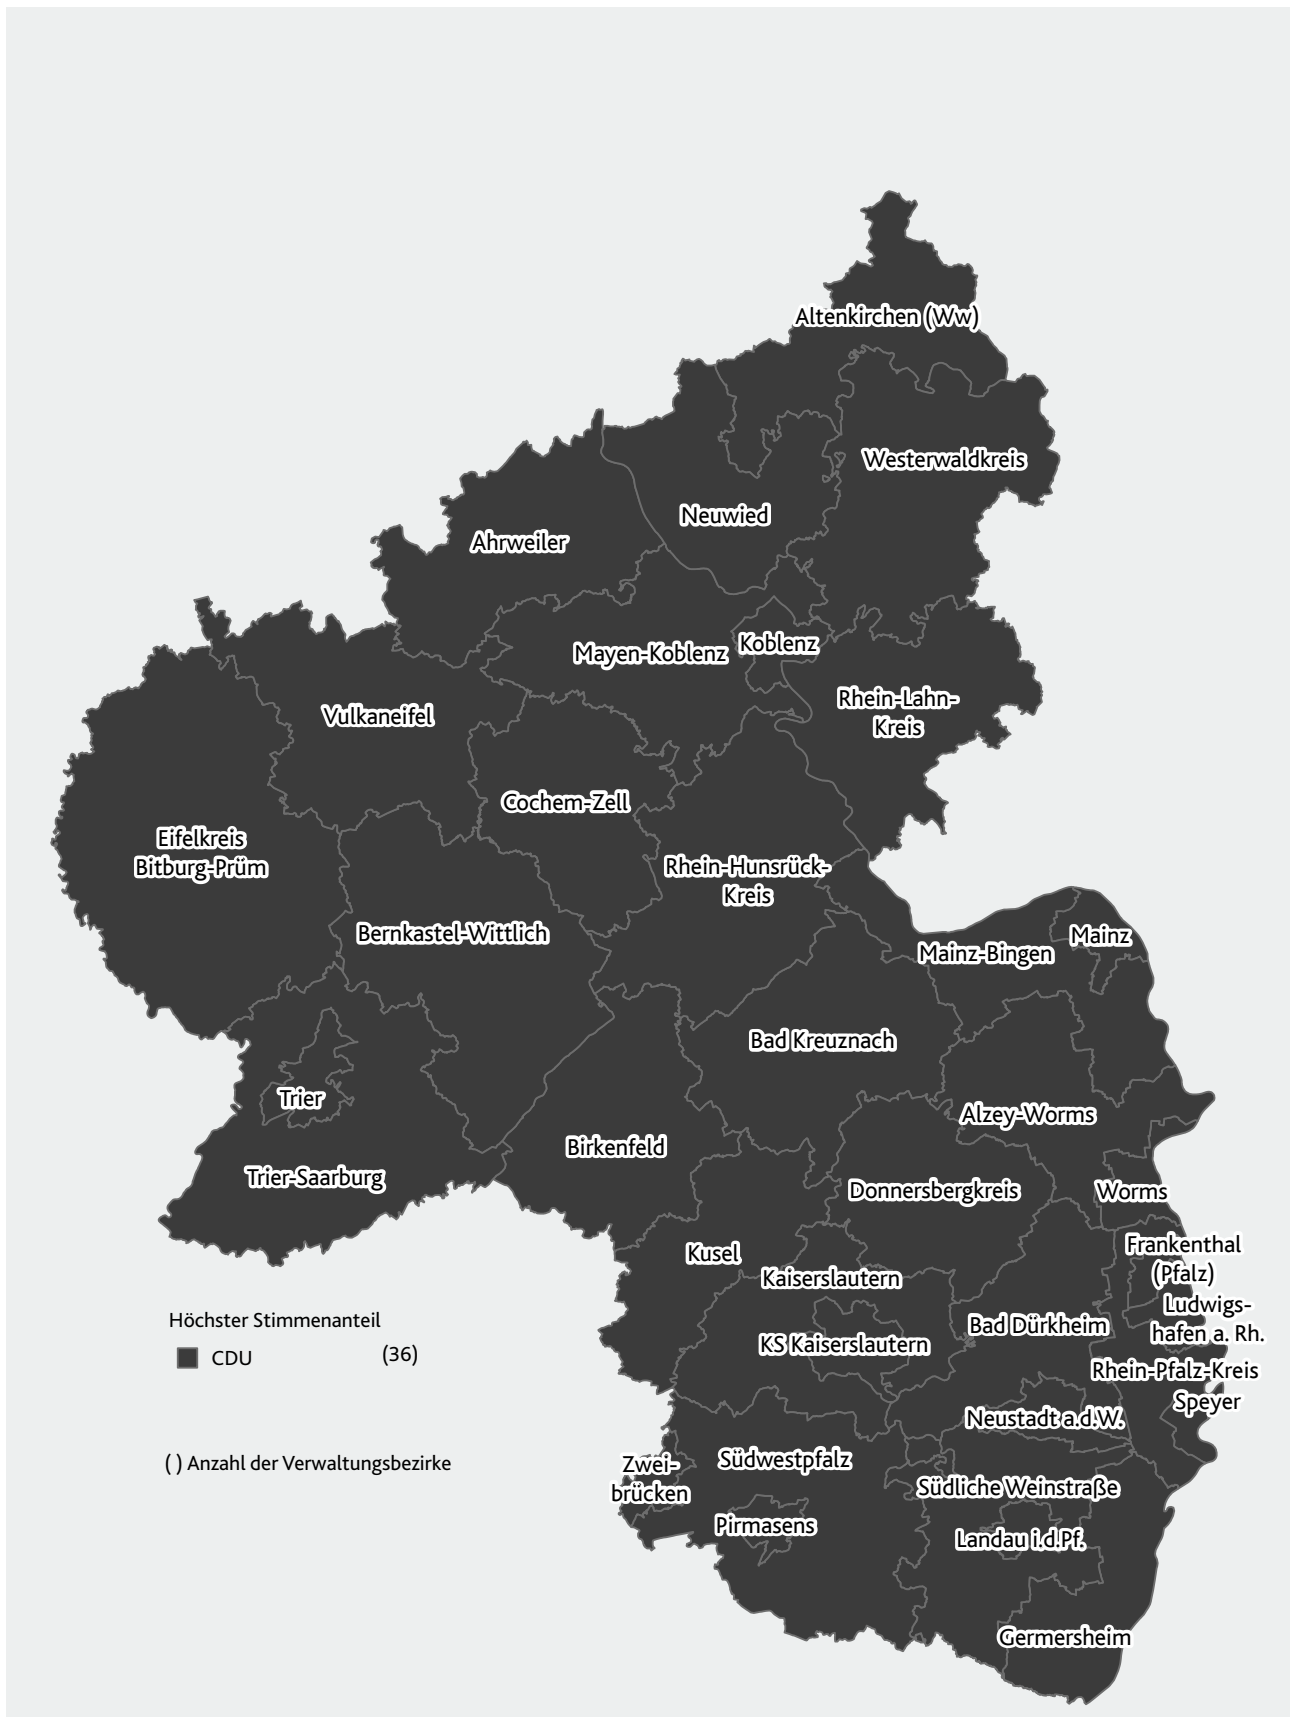 Altenkirchen (Ww)
Westerwaldkreis
Neuwied
Ahrweiler
Koblenz
Mayen-Koblenz
Rhein-Lahn-
Kreis
Vulkaneifel
Cochem-Zell
Eifelkreis
Bitburg-Prüm
Rhein-Hunsrück-
Kreis
Bernkastel-Wittlich
Mainz
Mainz-Bingen
Bad Kreuznach
Trier
Alzey-Worms
Birkenfeld
Trier-Saarburg
Donnersbergkreis
Worms
Kusel
Frankenthal
(Pfalz)
Kaiserslautern
Ludwigs-
hafen a. Rh.
Bad Dürkheim
KS Kaiserslautern
Rhein-Pfalz-Kreis
Speyer
Neustadt a.d.W.
Südwestpfalz
Zwei-
brücken
Südliche Weinstraße
Pirmasens
Landau i.d.Pf.
Germersheim
Höchster Stimmenanteil
CDU (36)
( ) Anzahl der Verwaltungsbezirke